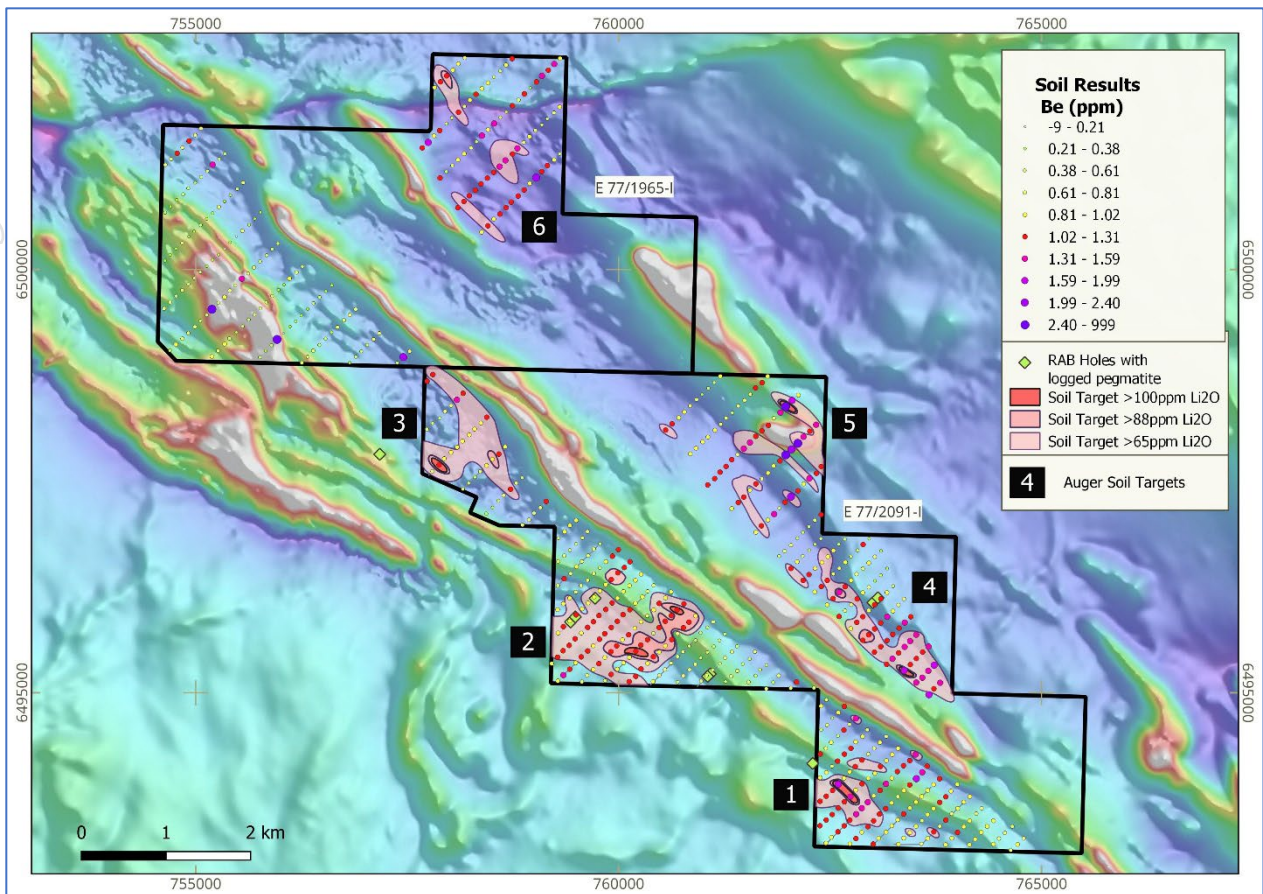 755000
760000
765000
Soil Results
Be (ppm)
-9 - 0.21
0.21 - 0.38
0.38 - 0.61
0.61 - 0.81
0.81 - 1.02
1.02 - 1.31
1.31 - 1.59
1.59 - 1.99
1.99 - 2.40
2.40 - 999
RAB Holes with
logged pegmatite
Soil Target >100ppm Li2O
Soil Target >88ppm Li2O
Soil Target >65ppm Li2O
4 Auger Soil Targets
E 77/1965-I
6
6500000
6500000
3
5
E 77/2091-I
4
2
6495000
6495000
1
0 1 2 km
755000
760000
765000